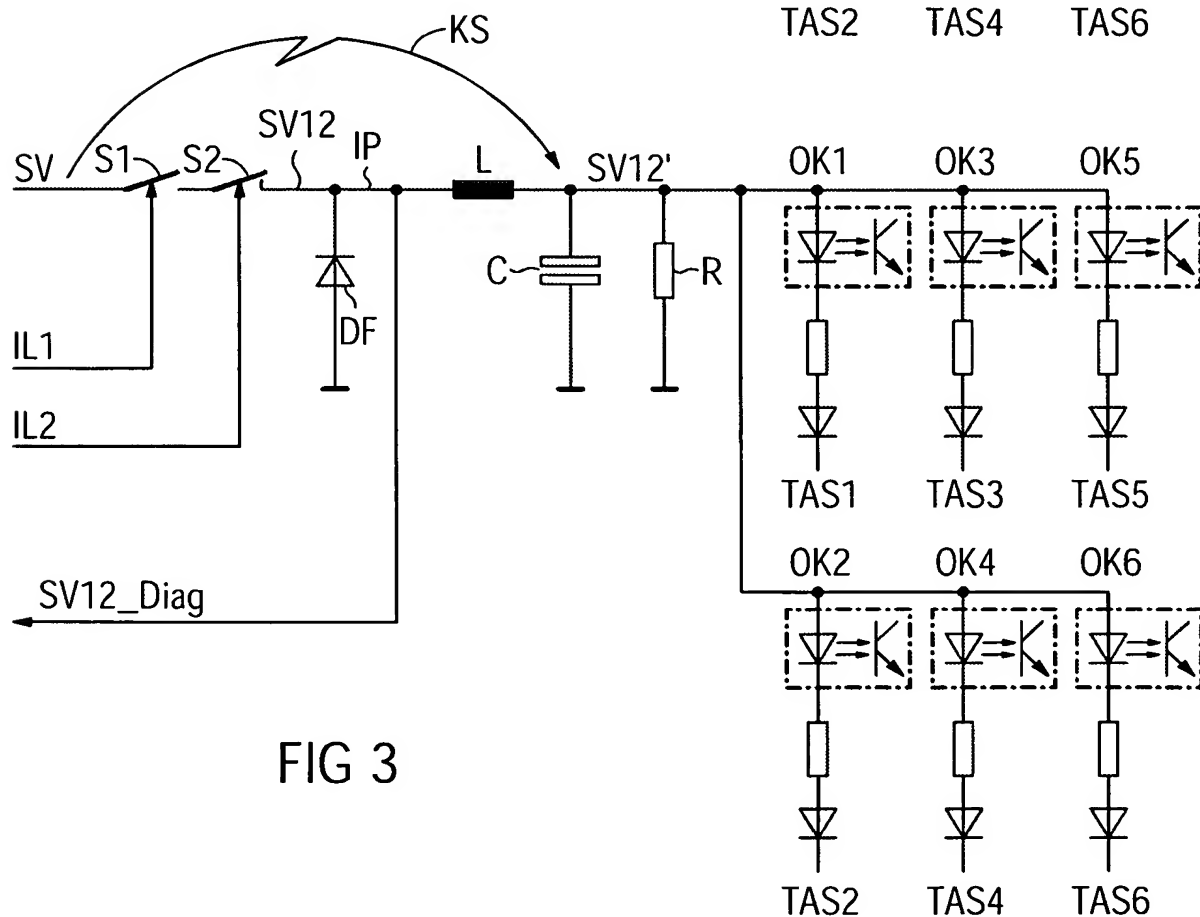 TAS2 TAS4 TAS6
KS
SV S1 S2 SV12 IP L SV12' OK1 OK3 OK5
C R
DF
IL1
IL2
TAS1 TAS3 TAS5
OK2 OK4 OK6
SV12_Diag
FIG 3
TAS2 TAS4 TAS6